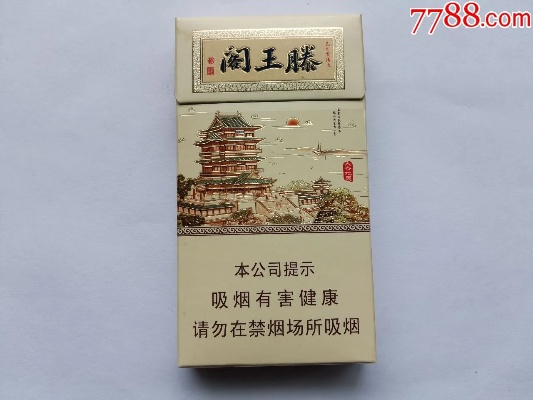 7788.com
阁王滕
本公司提示
吸烟有害健康
请勿在禁烟场所吸烟